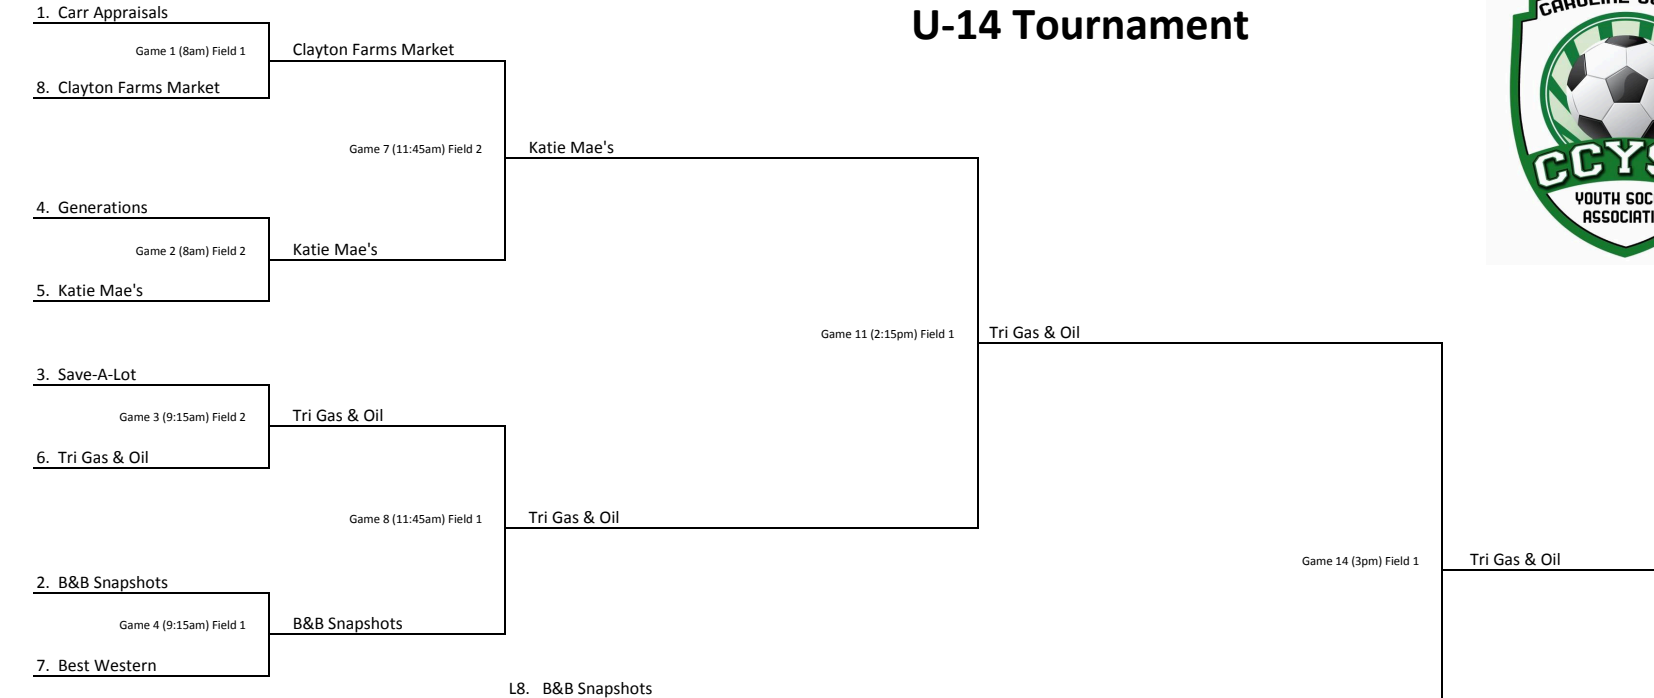 U-14 Tournament
1. Carr Appraisals
Game 1 (8am) Field 1
Clayton Farms Market
8. Clayton Farms Market
Game 7 (11:45am) Field 2
Katie Mae's
4. Generations
Game 2 (8am) Field 2
Katie Mae's
5. Katie Mae's
Game 11 (2:15pm) Field 1
Tri Gas & Oil
3. Save-A-Lot
Game 3 (9:15am) Field 2
Tri Gas & Oil
6. Tri Gas & Oil
Game 8 (11:45am) Field 1
Tri Gas & Oil
Game 14 (3pm) Field 1
Tri Gas & Oil
2. B&B Snapshots
Game 4 (9:15am) Field 1
B&B Snapshots
7. Best Western
L8. B&B Snapshots
CCYS
YOUTH SOC
ASSOCIATI